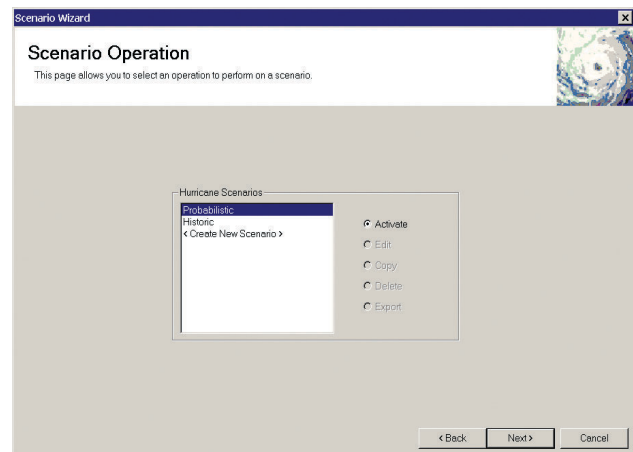 Scenario Wizard
Scenario Operation
This page allows you to select an operation to perform on a scenario.
Hurricane Scenarios
Probabilistic
Historic
< Create New Scenario >
Activate
Edit
Copy
Delete
Export
< Back
Next >
Cancel